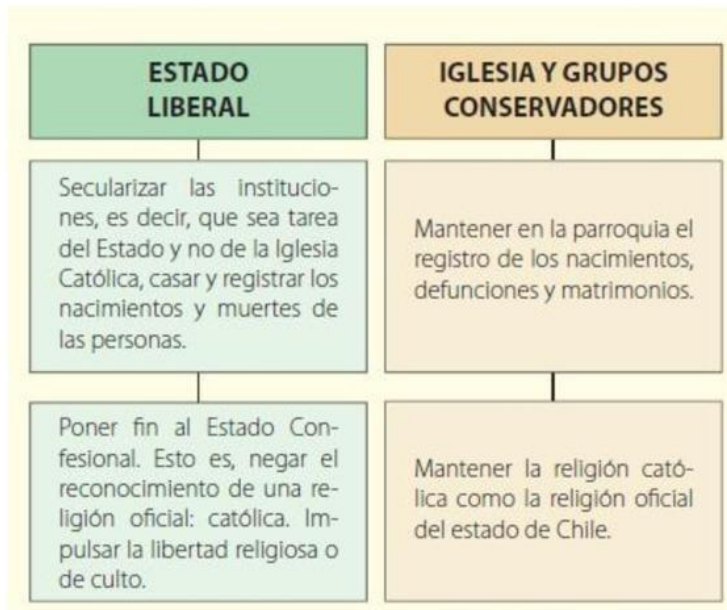 ESTADO
LIBERAL
Secularizar las institucio-
nes, es decir, que sea tarea
del Estado y no de la Iglesia
Católica, casar y registrar los
nacimientos y muertes de
las personas.
Poner fin al Estado Con-
fesional. Esto es, negar el
reconocimiento de una re-
ligión oficial: católica. Im-
pulsar la libertad religiosa o
de culto.
IGLESIA Y GRUPOS
CONSERVADORES
Mantener en la parroquia el
registro de los nacimientos,
defunciones y matrimonios.
Mantener la religión cató-
lica como la religión oficial
del estado de Chile.